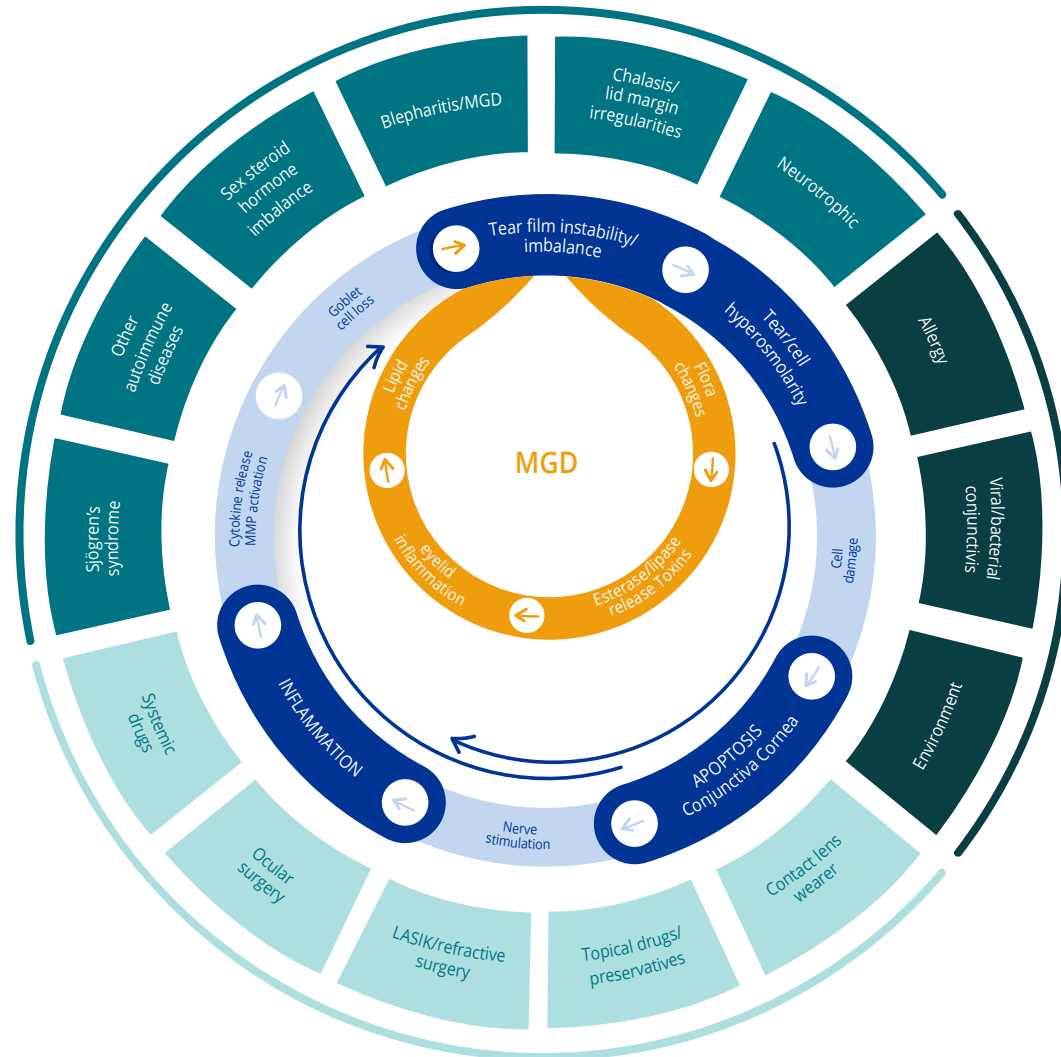 Blepharitis/MGD
Chalasis/
lid margin
irregularities
Neurotrophic
Allergy
Viral/bacterial
conjunctivis
Environment
Contact lens
wearer
Topical drugs/
preservatives
LASIK/refractive
surgery
Ocular
surgery
Systemic
drugs
Sjögren's
syndrome
Other
autoimmune
diseases
Sex steroid
hormone
imbalance
Tear film instability/
imbalance
Tear/cell
hyperosmolarity
Cell
damage
APOPTOSIS
Conjunctiva Cornea
Nerve
stimulation
INFLAMMATION
Cytokine release
MMP activation
Goblet
cell loss
Flora
changes
Esterase/lipase
release Toxins
eyelid
inflammation
Lipid
changes
MGD